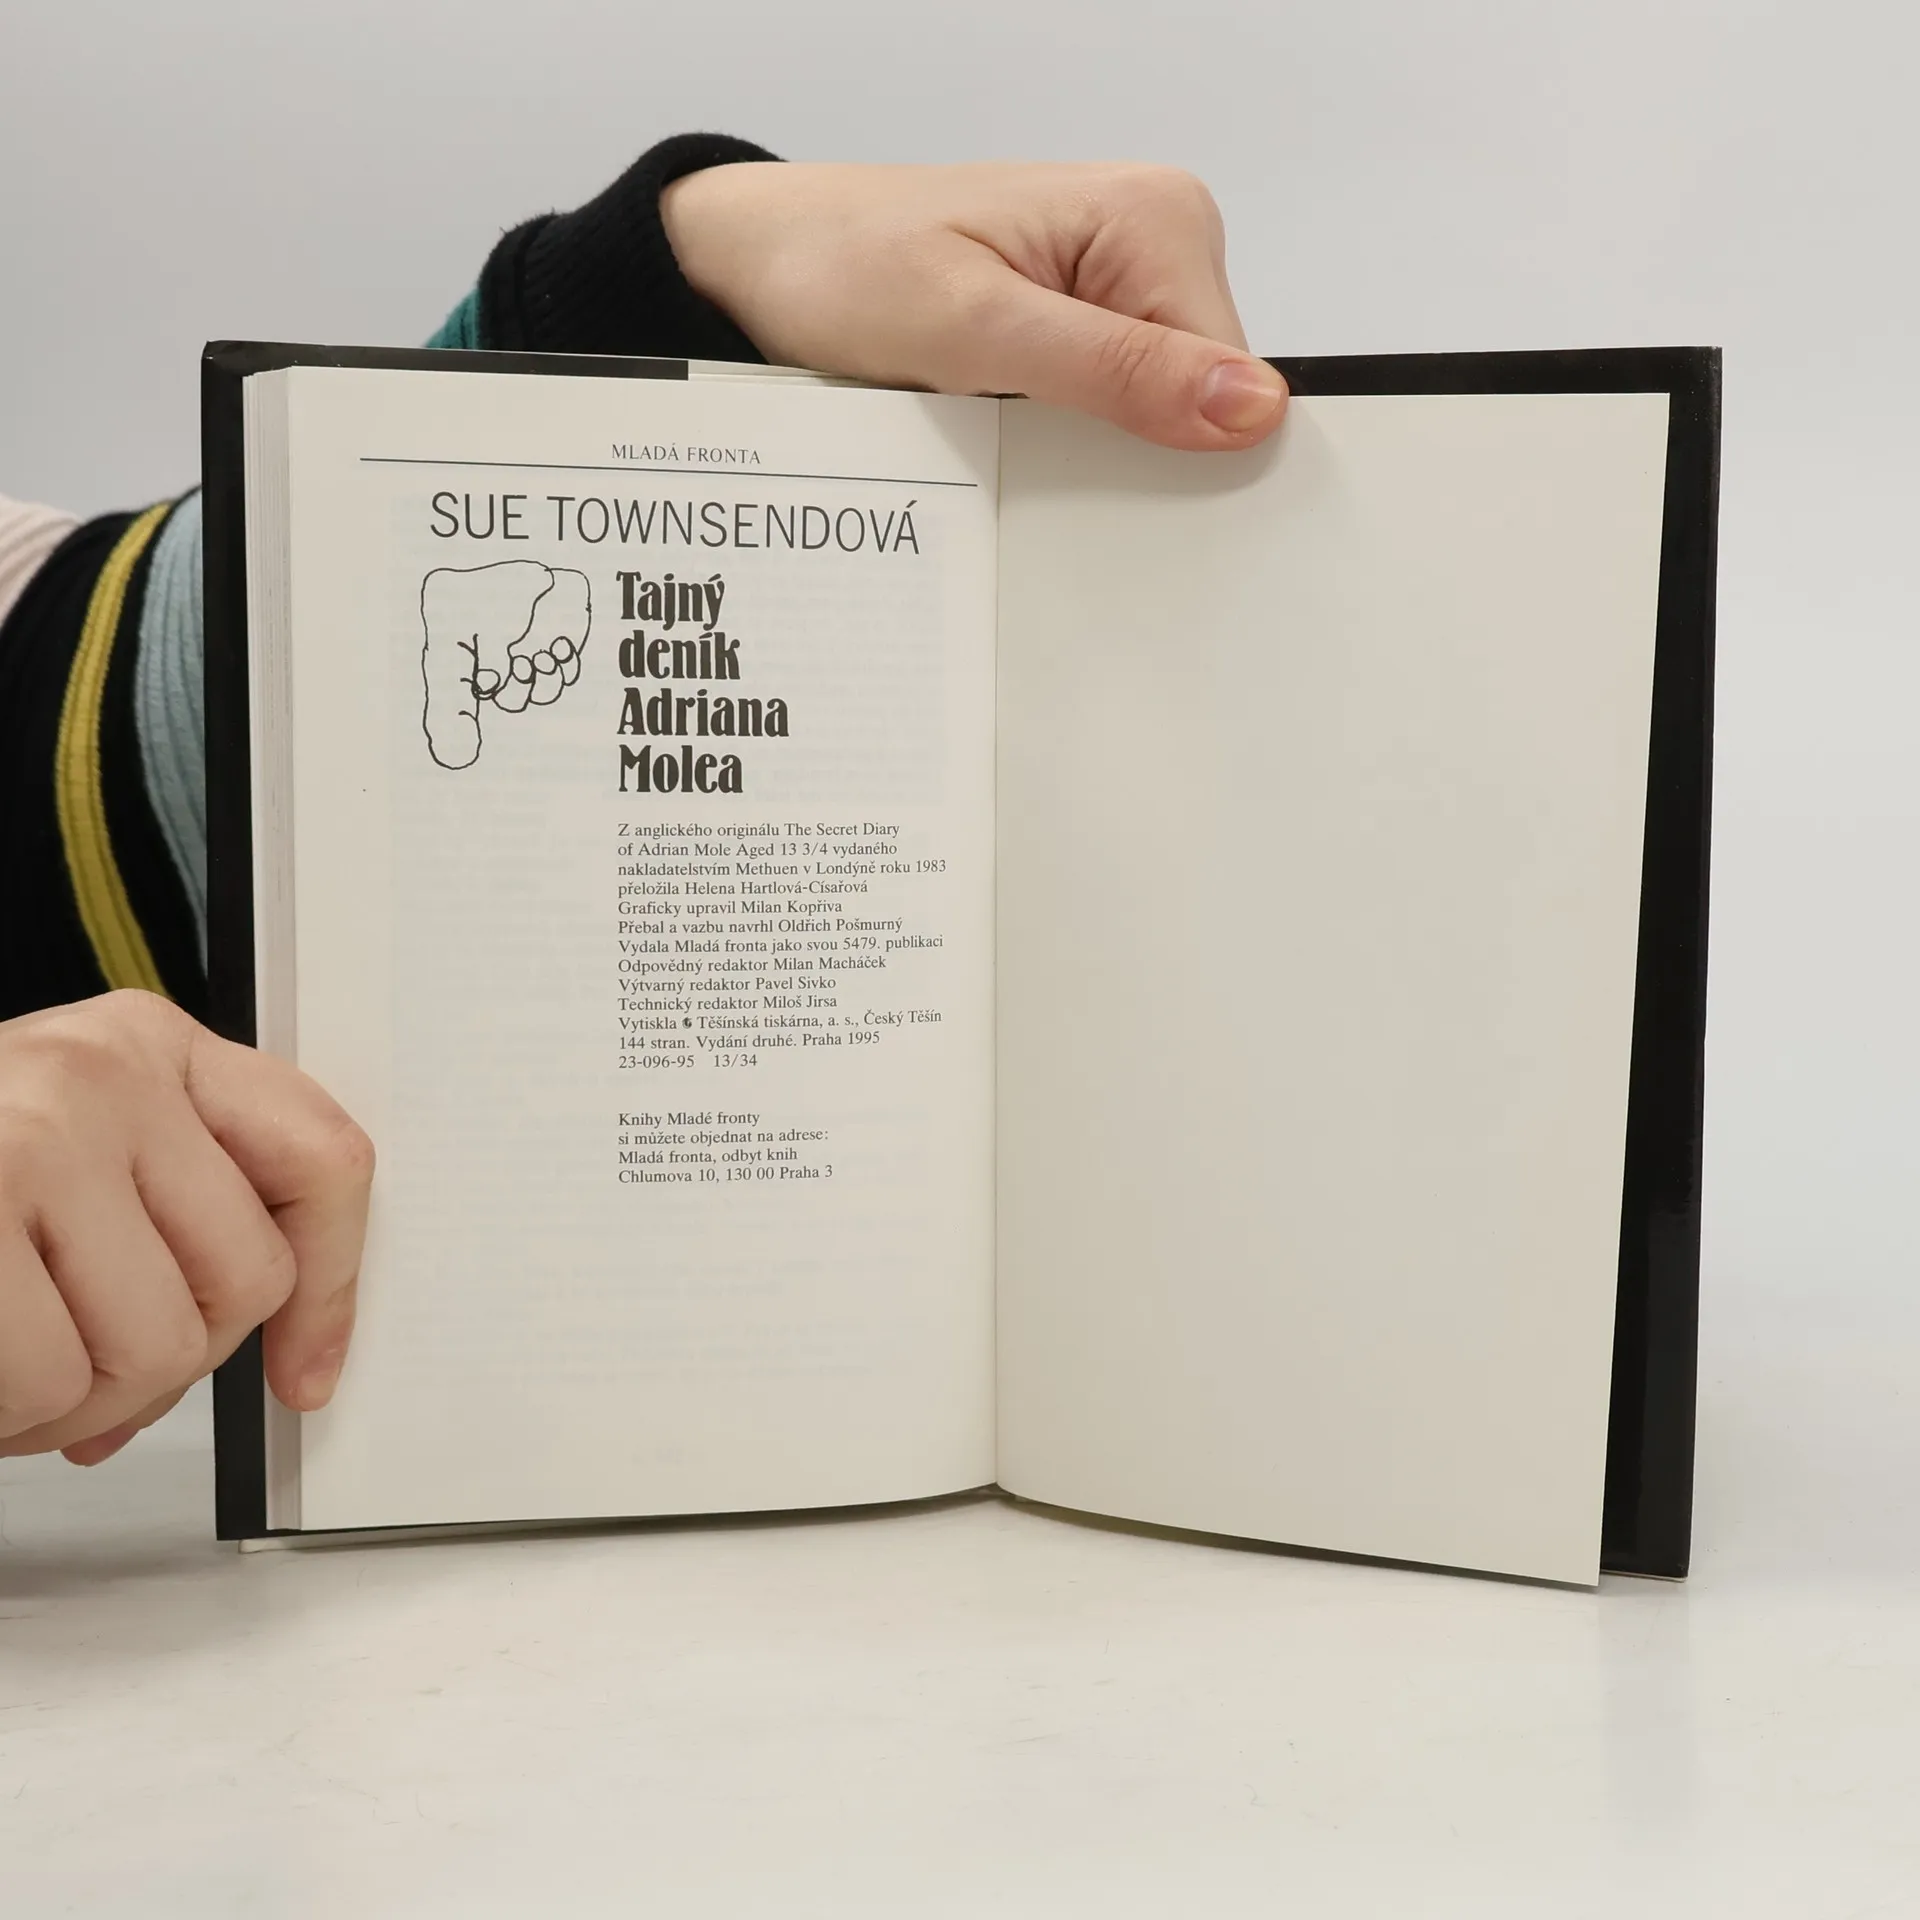 MLADÁ FRONTA
SUE TOWNSENDOVÁ
Tajný
deník
Adriana
Molea
Z anglického originálu The Secret Diary
of Adrian Mole Aged 13 3/4 vydaného
nakladatelstvím Methuen v Londýně roku 1983
přeložila Helena Hartlová-Císařová
Graficky upravil Milan Kopřiva
Přebal a vazbu navrhl Oldřich Pošmurný
Vydala Mladá fronta jako svou 5479. publikaci
Odpovědný redaktor Milan Macháček
Výtvarný redaktor Pavel Sivko
Technický redaktor Miloš Jirsa
Vytiskla Těšínská tiskárna, a. s., Český Těšín
144 stran. Vydání druhé. Praha 1995
23-096-95 13/34
Knihy Mladé fronty
si můžete objednat na adrese:
Mladá fronta, odbyt knih
Chlumova 10, 130 00 Praha 3